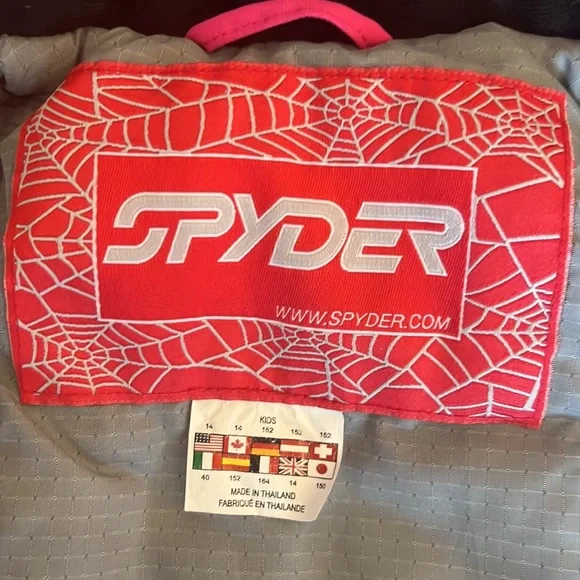 SPYDER
WWW.SPYDER.COM
KIDS
14 14 152 152 152
40 152 164 14 150
MADE IN THAILAND
FABRIQUÉ EN THAILANDE